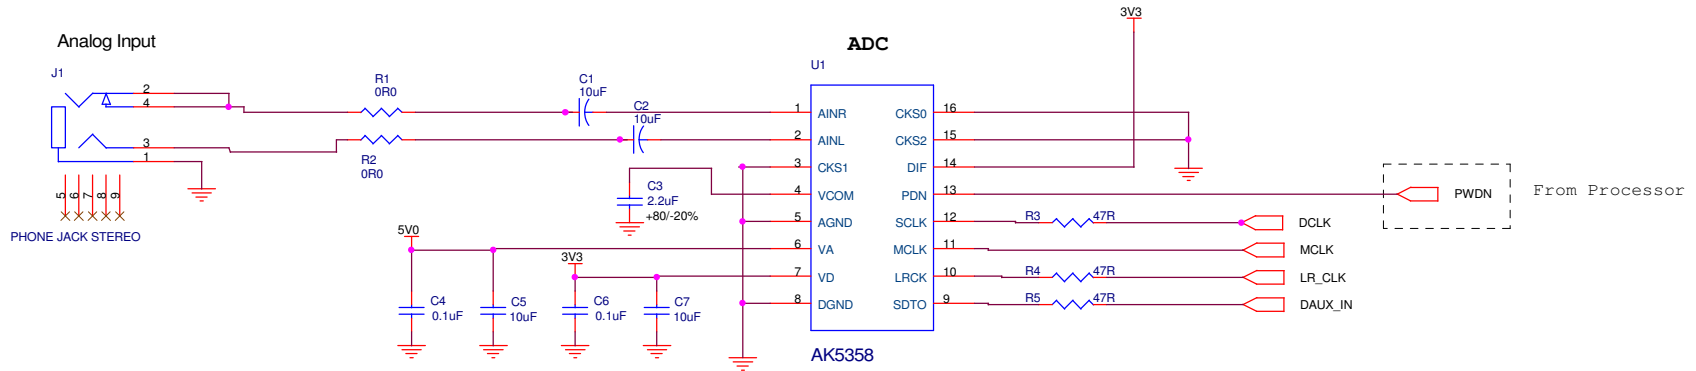 Analog Input
J1
2
4
3
1
5
6
7
8
9
PHONE JACK STEREO
R1
0R0
R2
0R0
C1
10uF
C2
10uF
C3
2.2uF
+80/-20%
5V0
C4
0.1uF
C5
10uF
3V3
C6
0.1uF
C7
10uF
ADC
U1
1 AINR
2 AINL
3 CKS1
4 VCOM
5 AGND
6 VA
7 VD
8 DGND
CKS0 16
CKS2 15
DIF 14
PDN 13
SCLK 12
MCLK 11
LRCK 10
SDTO 9
AK5358
3V3
R3 47R
R4 47R
R5 47R
PWDN
From Processor
DCLK
MCLK
LR_CLK
DAUX_IN